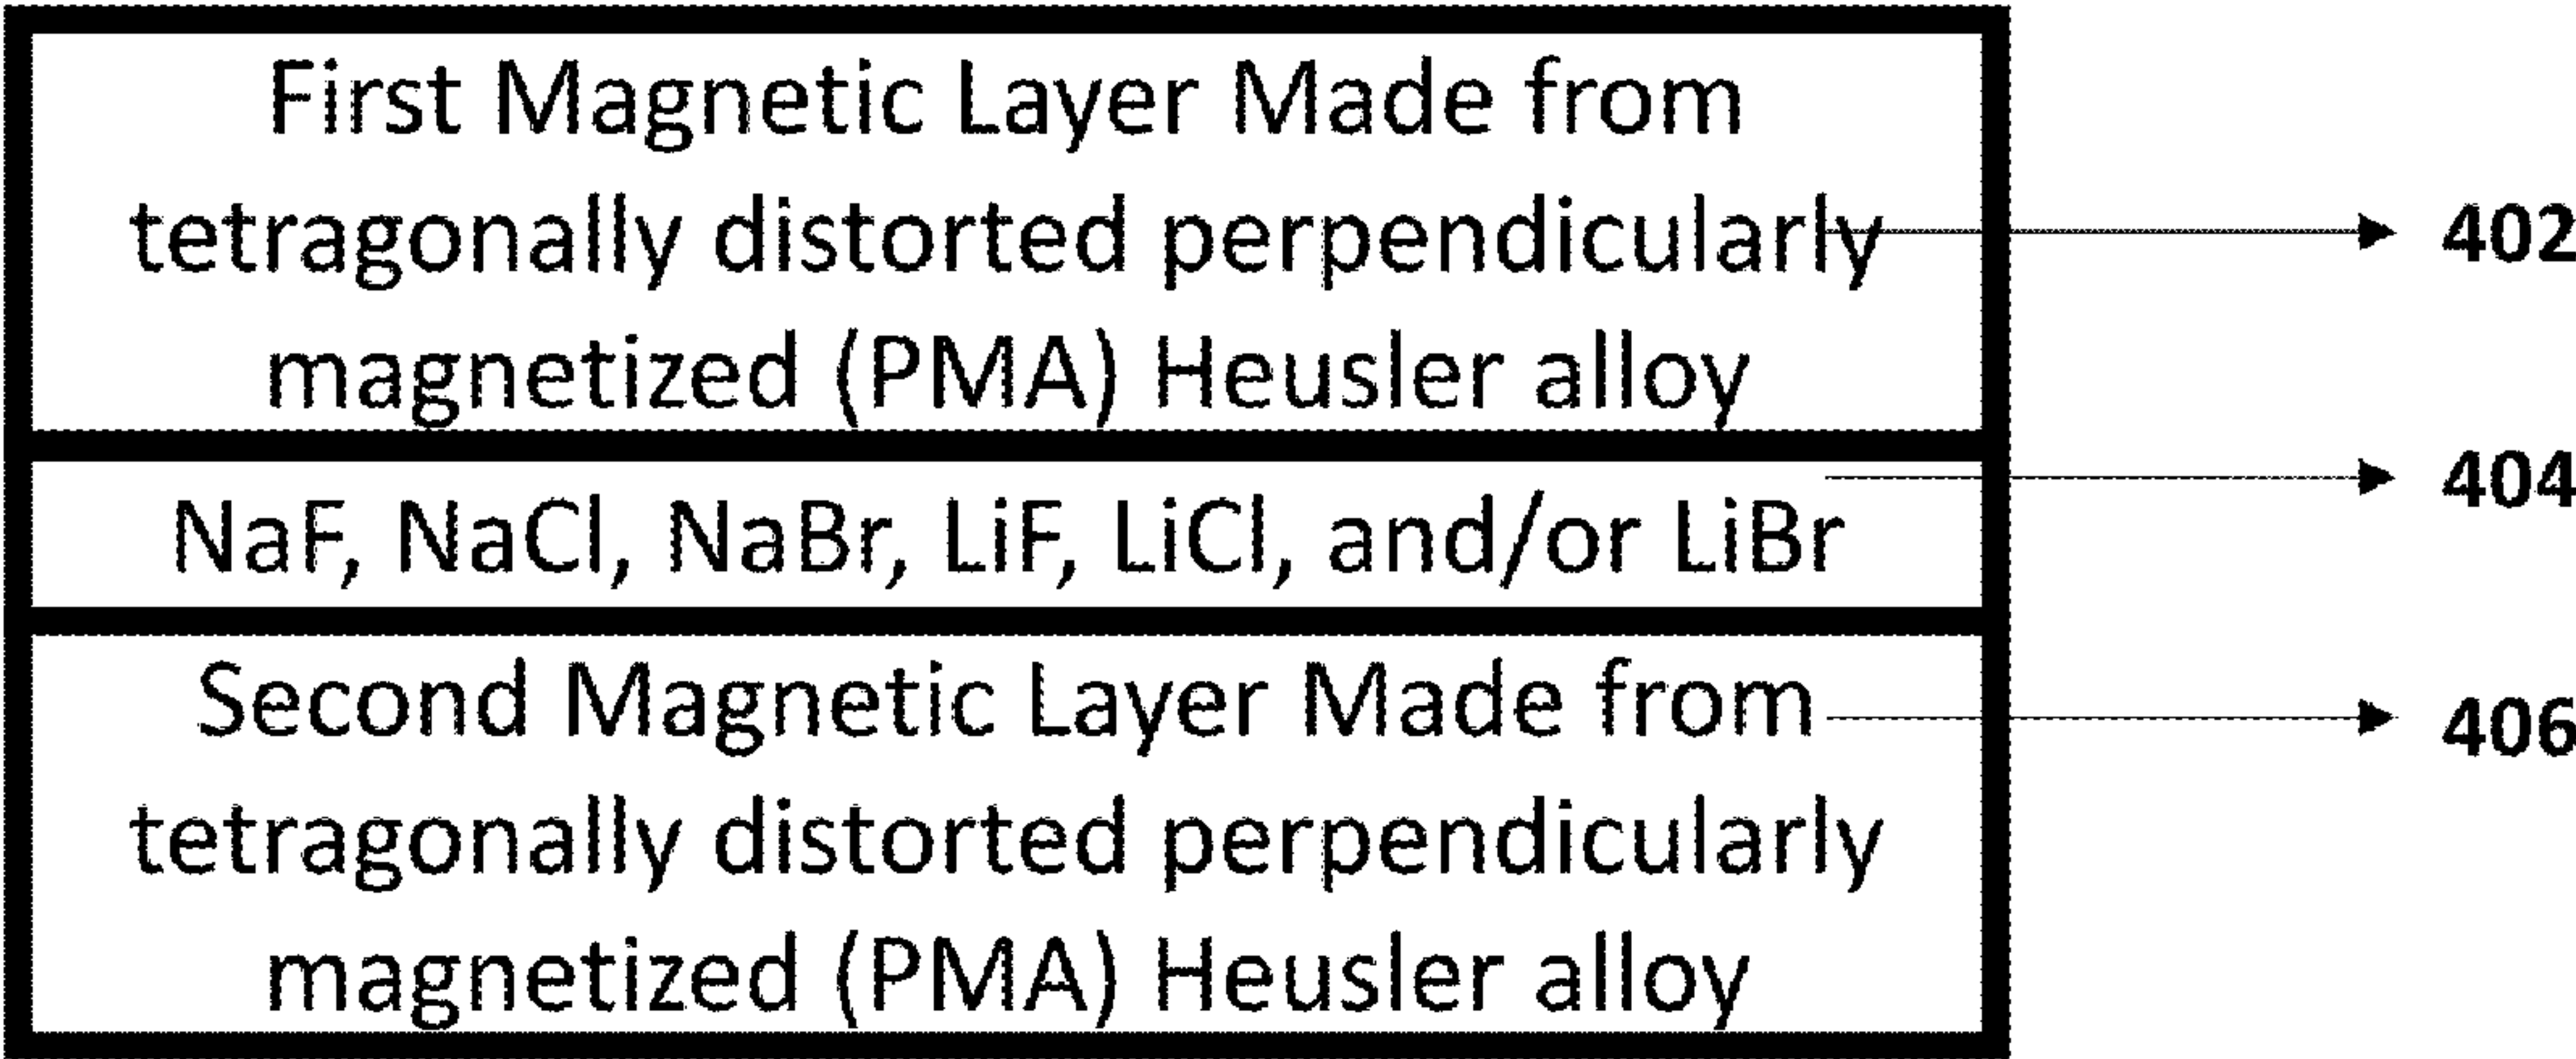 First Magnetic Layer Made from
tetragonally distorted perpendicularly
402
magnetized (PMA) Heusler alloy
404
NaF, NaCl, NaBr, LiF, LiCl, and/or LiBr
Second Magnetic Layer Made from
406
tetragonally distorted perpendicularly
magnetized (PMA) Heusler alloy